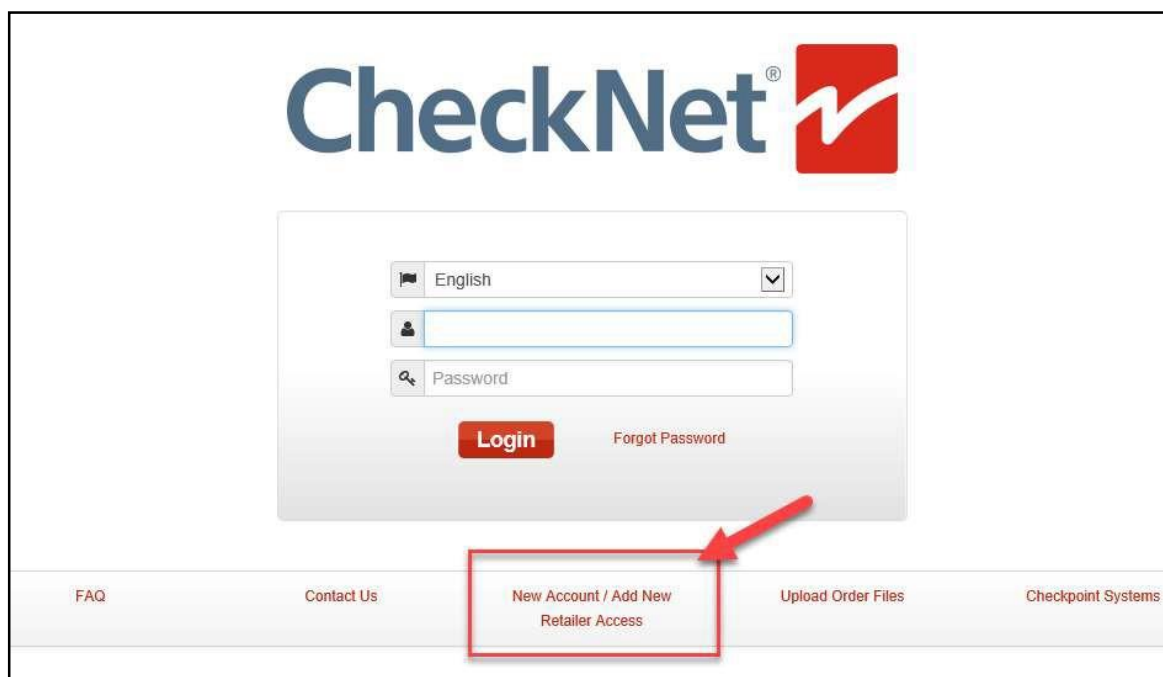 CheckNet®
English
Password
Login Forgot Password
FAQ Contact Us New Account / Add New Retailer Access Upload Order Files Checkpoint Systems